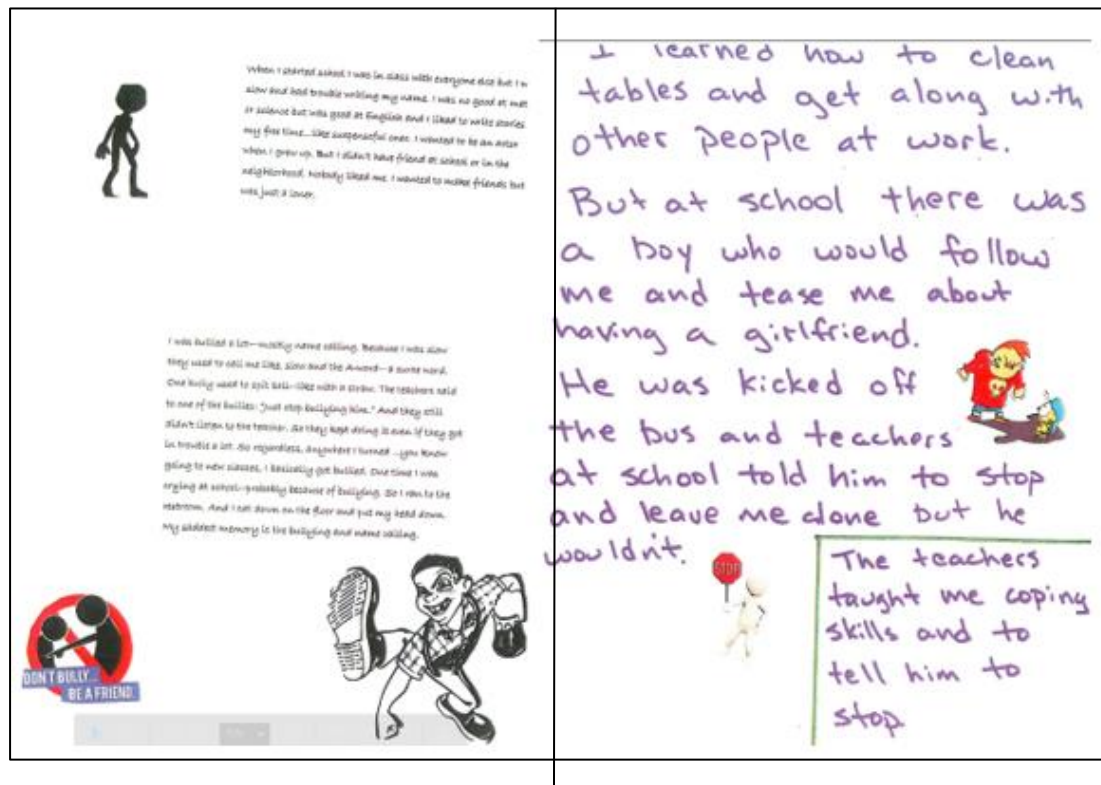 When I started school I was in class with everyone else but I'm
slow and had trouble writing my name. I was no good at mat
or science but was good at English and I liked to write stories
my free time...like suspenseful ones. I wanted to be an actor
when I grew up. But I didn't have friend at school or in the
neighborhood. Nobody liked me. I wanted to make friends but
was just a loner.
I was bullied a lot—mostly name calling. Because I was slow
they used to call me like, slow and the A-word—a curse word.
One bully used to spit ball—like with a straw. The teachers said
to one of the bullies: "Just stop bullying him." And they still
didn't listen to the teacher. So they kept doing it even if they got
in trouble a lot. So regardless, anywhere I turned ...you know
going to new classes, I basically got bullied. One time I was
crying at school—probably because of bullying. So I ran to the
restroom. And I sat down on the floor and put my head down.
My saddest memory is the bullying and name calling.
DON'T BULLY...
BE A FRIEND.
I learned how to clean
tables and get along with
other people at work.
But at school there was
a boy who would follow
me and tease me about
having a girlfriend.
He was kicked off
the bus and teachers
at school told him to stop
and leave me alone but he
wouldn't.
STOP
The teachers
taught me coping
skills and to
tell him to
stop